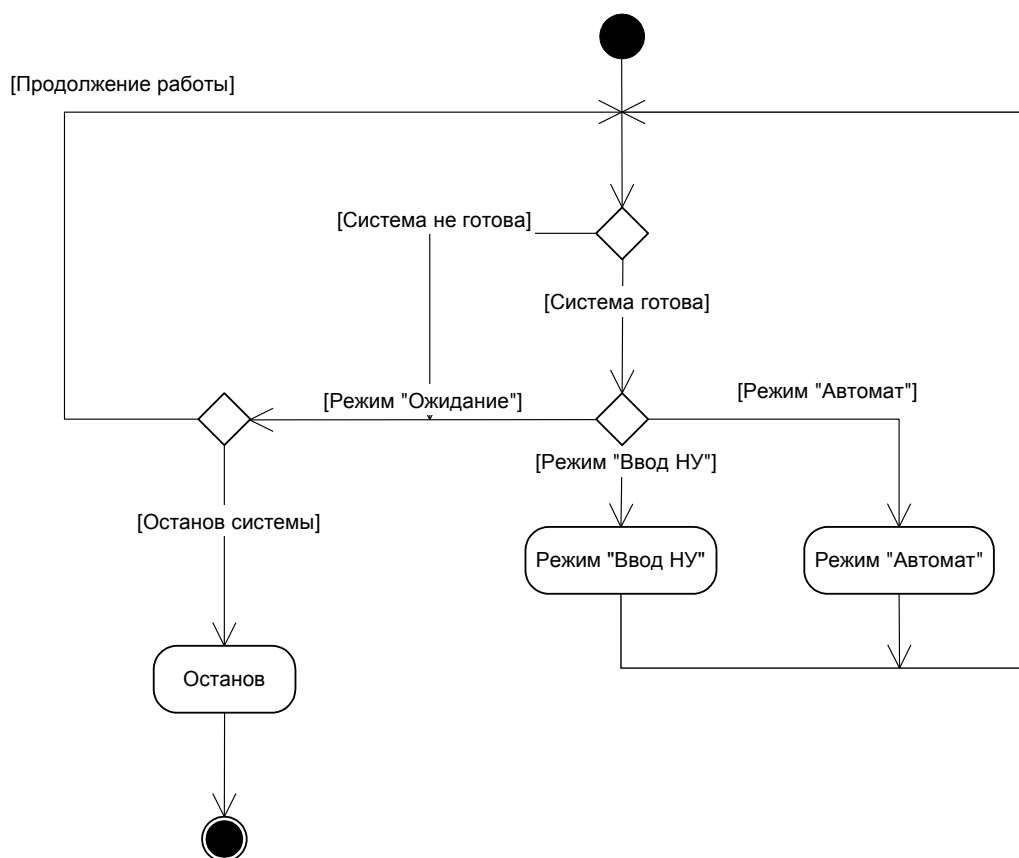 [Продолжение работы]
[Система не готова]
[Система готова]
[Режим "Автомат"]
[Режим "Ожидание"]
[Режим "Ввод НУ"]
[Останов системы]
Режим "Ввод НУ"
Режим "Автомат"
Останов